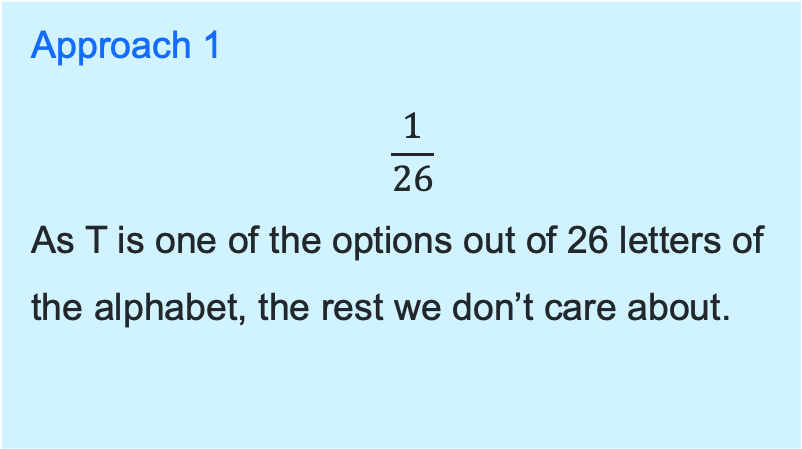 Approach 1
1
26
As T is one of the options out of 26 letters of
the alphabet, the rest we don’t care about.